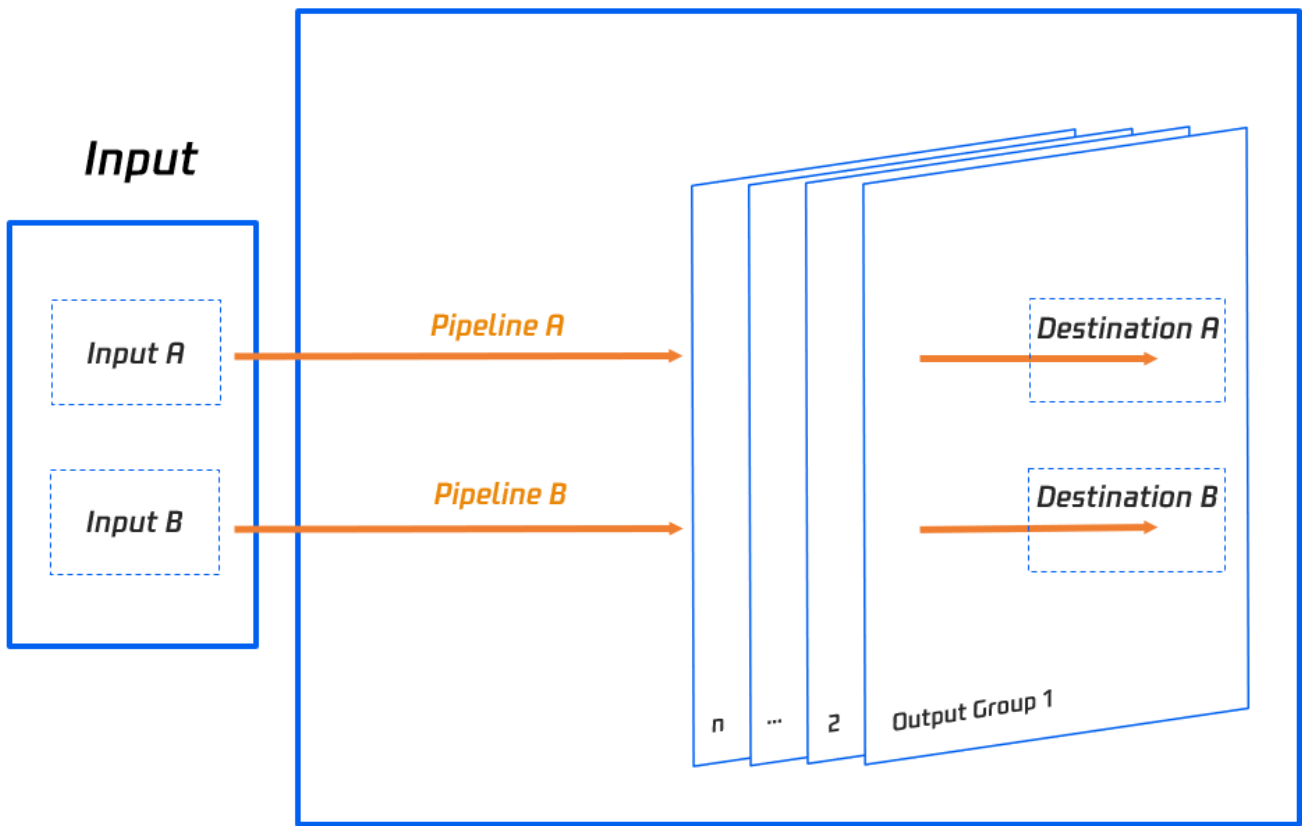 Input
Input A
Pipeline A
Destination A
Input B
Pipeline B
Destination B
n
...
2
Output Group 1